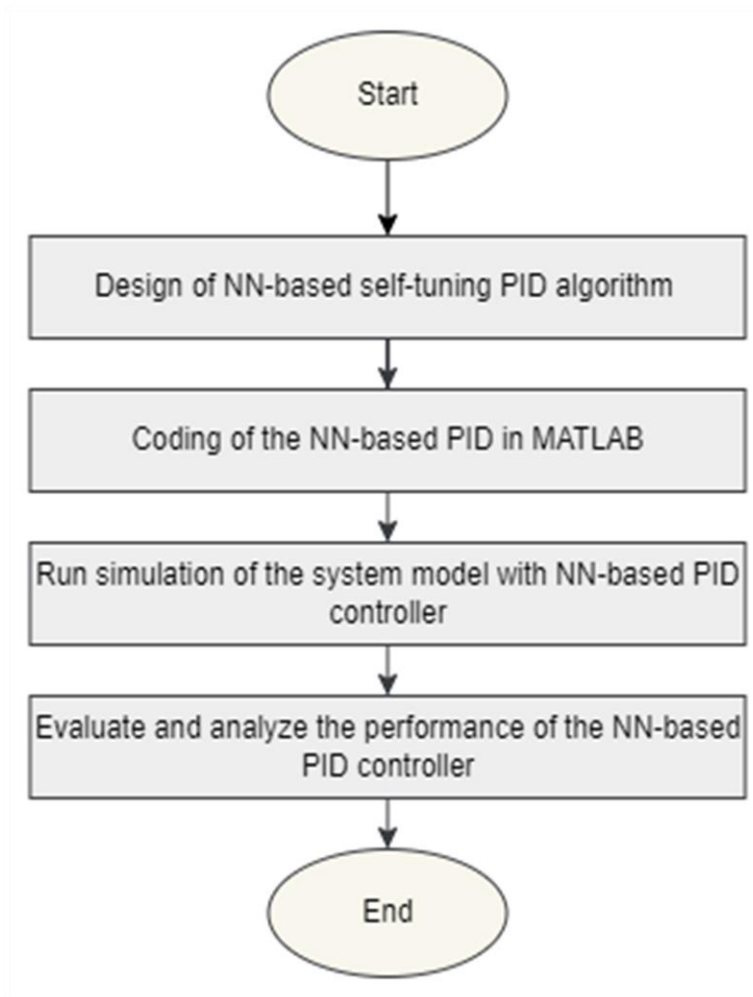 Start
Design of NN-based self-tuning PID algorithm
Coding of the NN-based PID in MATLAB
Run simulation of the system model with NN-based PID
controller
Evaluate and analyze the performance of the NN-based
PID controller
End